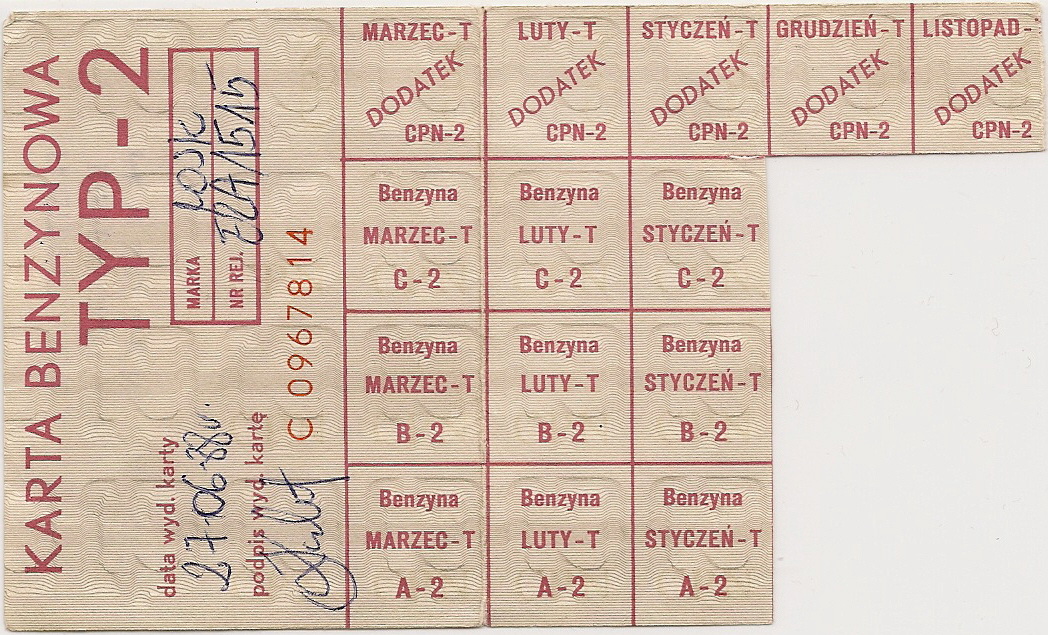 KARTA BENZYNOWA
TYP-2
MARKA
NR REJ. EZA/1515
C 0967814
data wyd. karty
27-06-88r.
podpis wyd. kartę
MARZEC-T LUTY-T STYCZEŃ-T GRUDZIEŃ-T LISTOPAD-
DODATEK DODATEK DODATEK DODATEK DODATEK
CPN-2 CPN-2 CPN-2 CPN-2 CPN-2
Benzyna Benzyna Benzyna
MARZEC-T LUTY-T STYCZEŃ-T
C-2 C-2 C-2
Benzyna Benzyna Benzyna
MARZEC-T LUTY-T STYCZEŃ-T
B-2 B-2 B-2
Benzyna Benzyna Benzyna
MARZEC-T LUTY-T STYCZEŃ-T
A-2 A-2 A-2